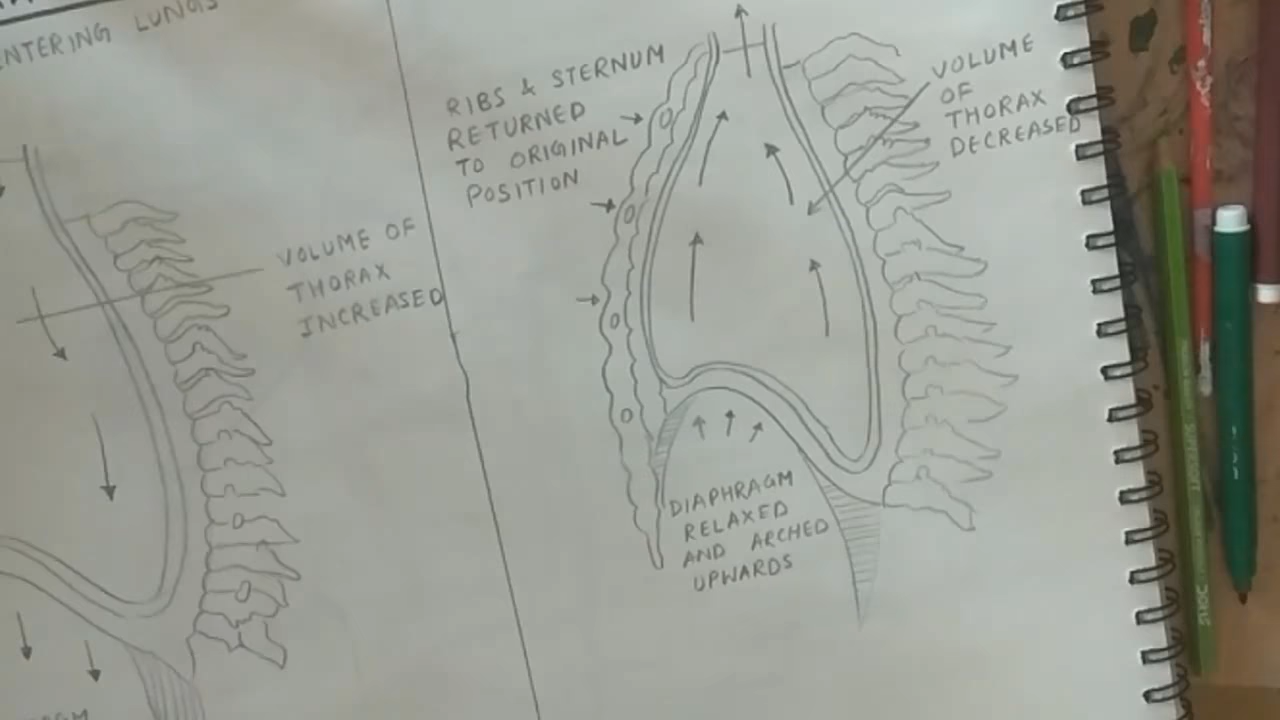 ENTERING LUNGS
VOLUME OF
THORAX
INCREASED
RIBS & STERNUM
RETURNED
TO ORIGINAL
POSITION
VOLUME
OF
THORAX
DECREASED
DIAPHRAGM
RELAXED
AND ARCHED
UPWARDS